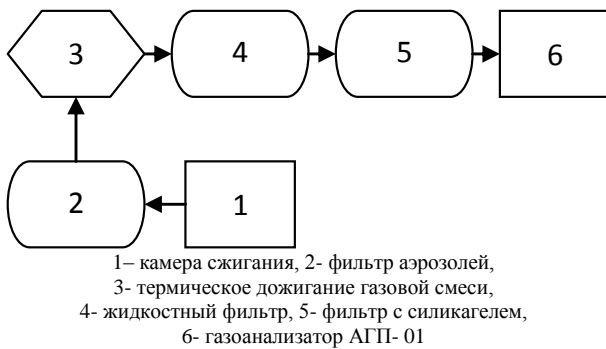 3 4 5 6
2 1
1– камера сжигания, 2- фильтр аэрозолей,
3- термическое дожигание газовой смеси,
4- жидкостный фильтр, 5- фильтр с силикагелем,
6- газоанализатор АГП- 01